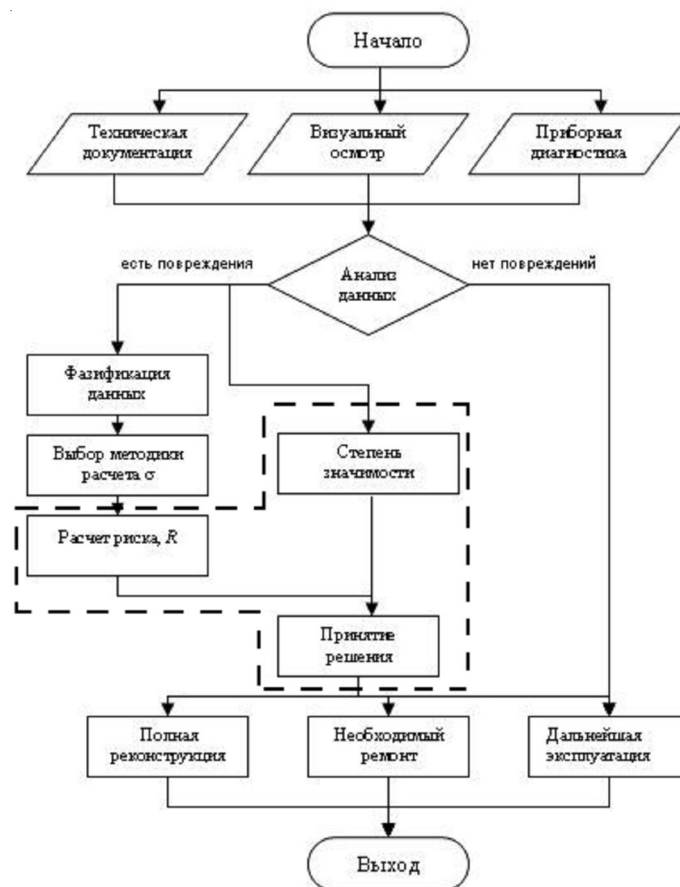 Начало
Техническая
документация
Визуальный
осмотр
Приборная
диагностика
есть повреждения
Анализ
данных
нет повреждений
Фазификация
данных
Выбор методики
расчета σ
Степень
значимости
Расчет риска, R
Принятие
решения
Полная
реконструкция
Необходимый
ремонт
Дальнейшая
эксплуатация
Выход